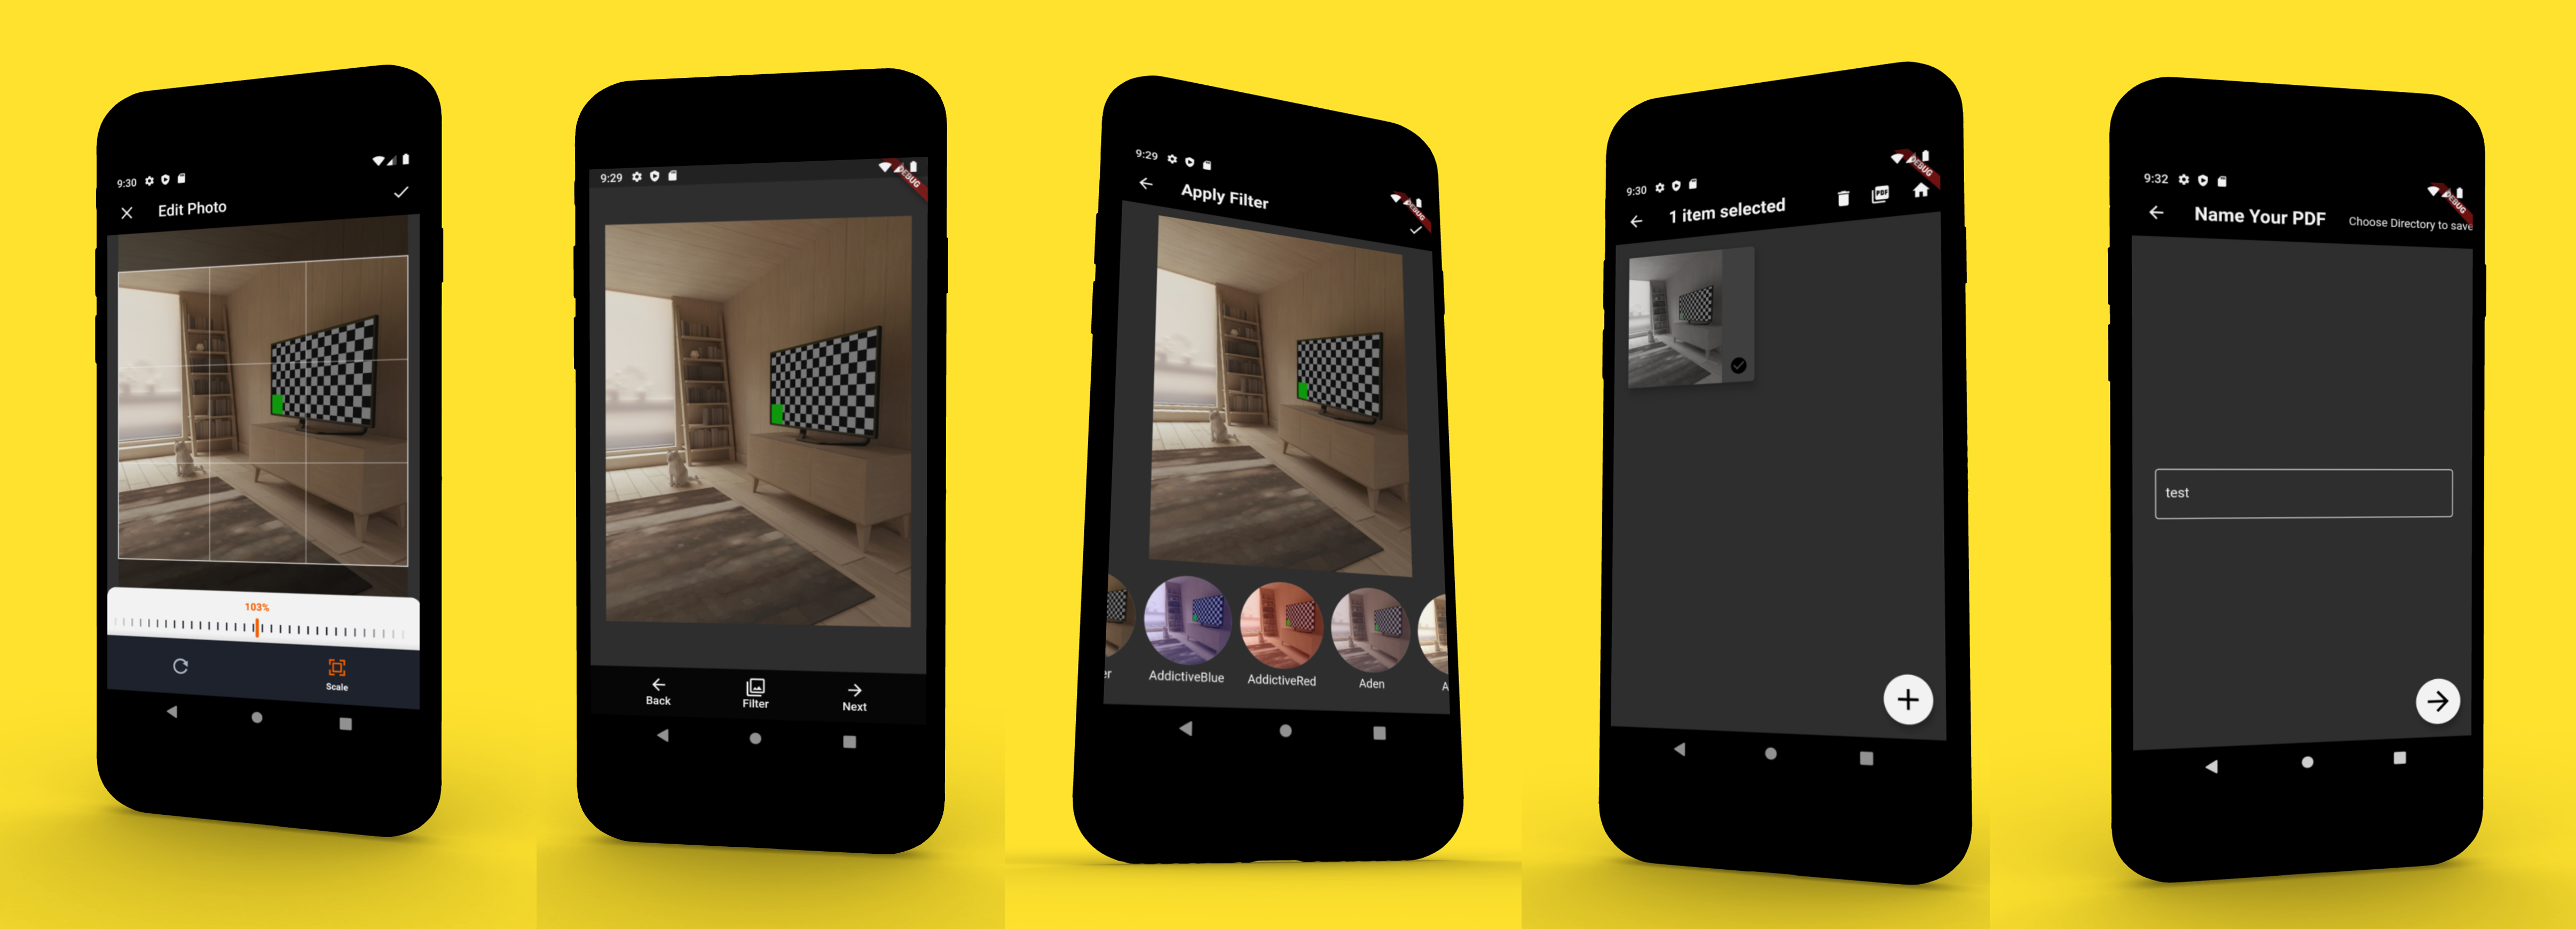 9:30
Edit Photo
103%
Scale
9:29
DEBUG
Back
Filter
Next
9:29
DEBUG
Apply Filter
er
AddictiveBlue
AddictiveRed
Aden
A
9:30
DEBUG
1 item selected
PDF
9:32
DEBUG
Name Your PDF
Choose Directory to save
test